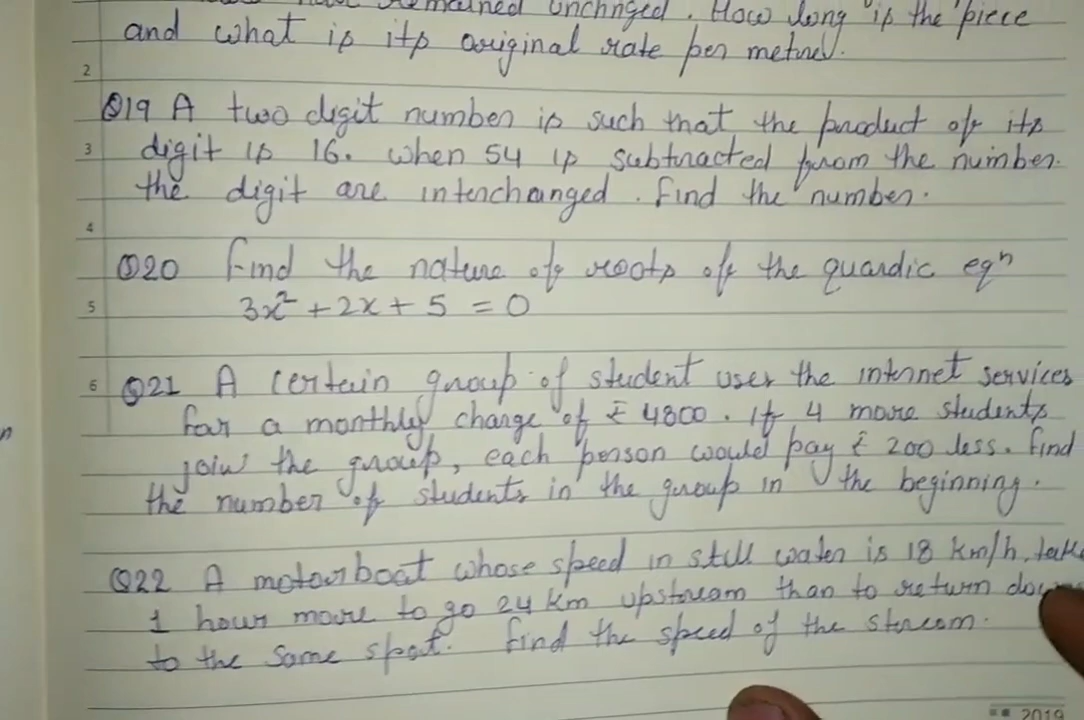 remained unchnged. How long is the piece
and what is its original rate per metre.
2
Q19 A two digit number is such that the product of its
3 digit is 16. when 54 is subtracted from the number.
the digit are interchanged. Find the number.
4
Q20 Find the nature of roots of the quardic eqn
5 3x² + 2x + 5 = 0
6 Q21 A certain group of student uses the internet services
for a monthly charge of ₹ 4800. If 4 more students
join the group, each person would pay ₹ 200 less. Find
the number of students in the group in the beginning.
Q22 A motorboat whose speed in still water is 18 km/h. take
1 hour more to go 24 km upstream than to return down
to the same spot. Find the speed of the stream.
2019